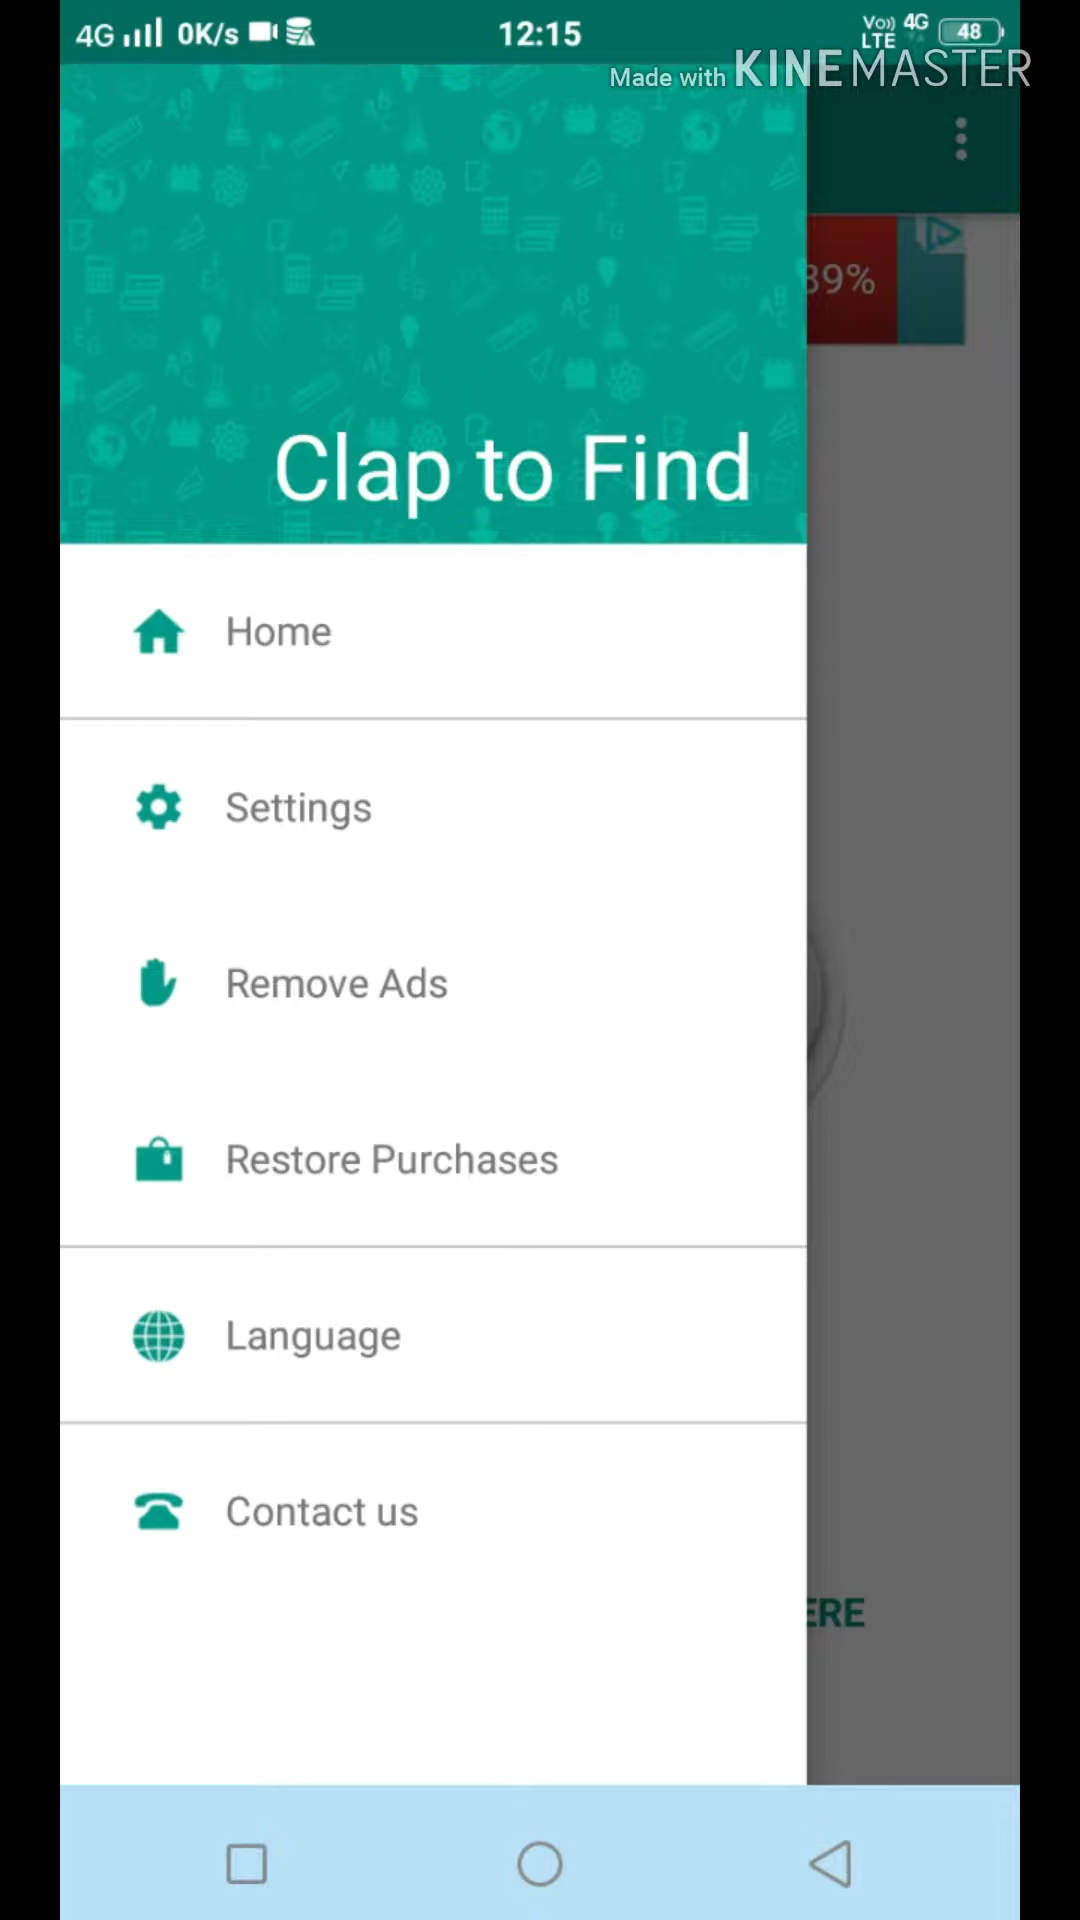 4G 0K/s 12:15 Vo)) LTE 4G 48
Made with KINEMASTER
39%
Clap to Find
Home
Settings
Remove Ads
Restore Purchases
Language
Contact us
ERE